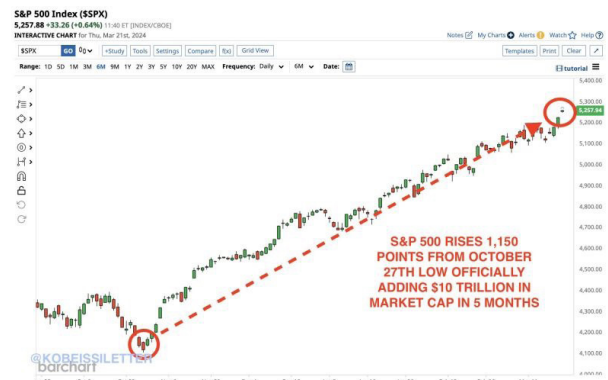 S&P 500 Index ($SPX)
5,257.88 +33.26 (+0.64%) 11:40 ET [INDEX/CBOE]
INTERACTIVE CHART for Thu, Mar 21st, 2024
Notes My Charts Alerts Watch Help
$SPX GO +Study Tools Settings Compare f(x) Grid View Templates Print Clear
Range: 1D 5D 1M 3M 6M 9M 1Y 2Y 3Y 5Y 10Y 20Y MAX Frequency: Daily 6M Date: tutorial
5,400.00
5,300.00
5,200.00
5,100.00
5,000.00
4,900.00
4,800.00
4,700.00
4,600.00
4,500.00
4,400.00
4,300.00
4,200.00
4,100.00
S&P 500 RISES 1,150
POINTS FROM OCTOBER
27TH LOW OFFICIALLY
ADDING $10 TRILLION IN
MARKET CAP IN 5 MONTHS
@KOBEISSILETTER
barchart